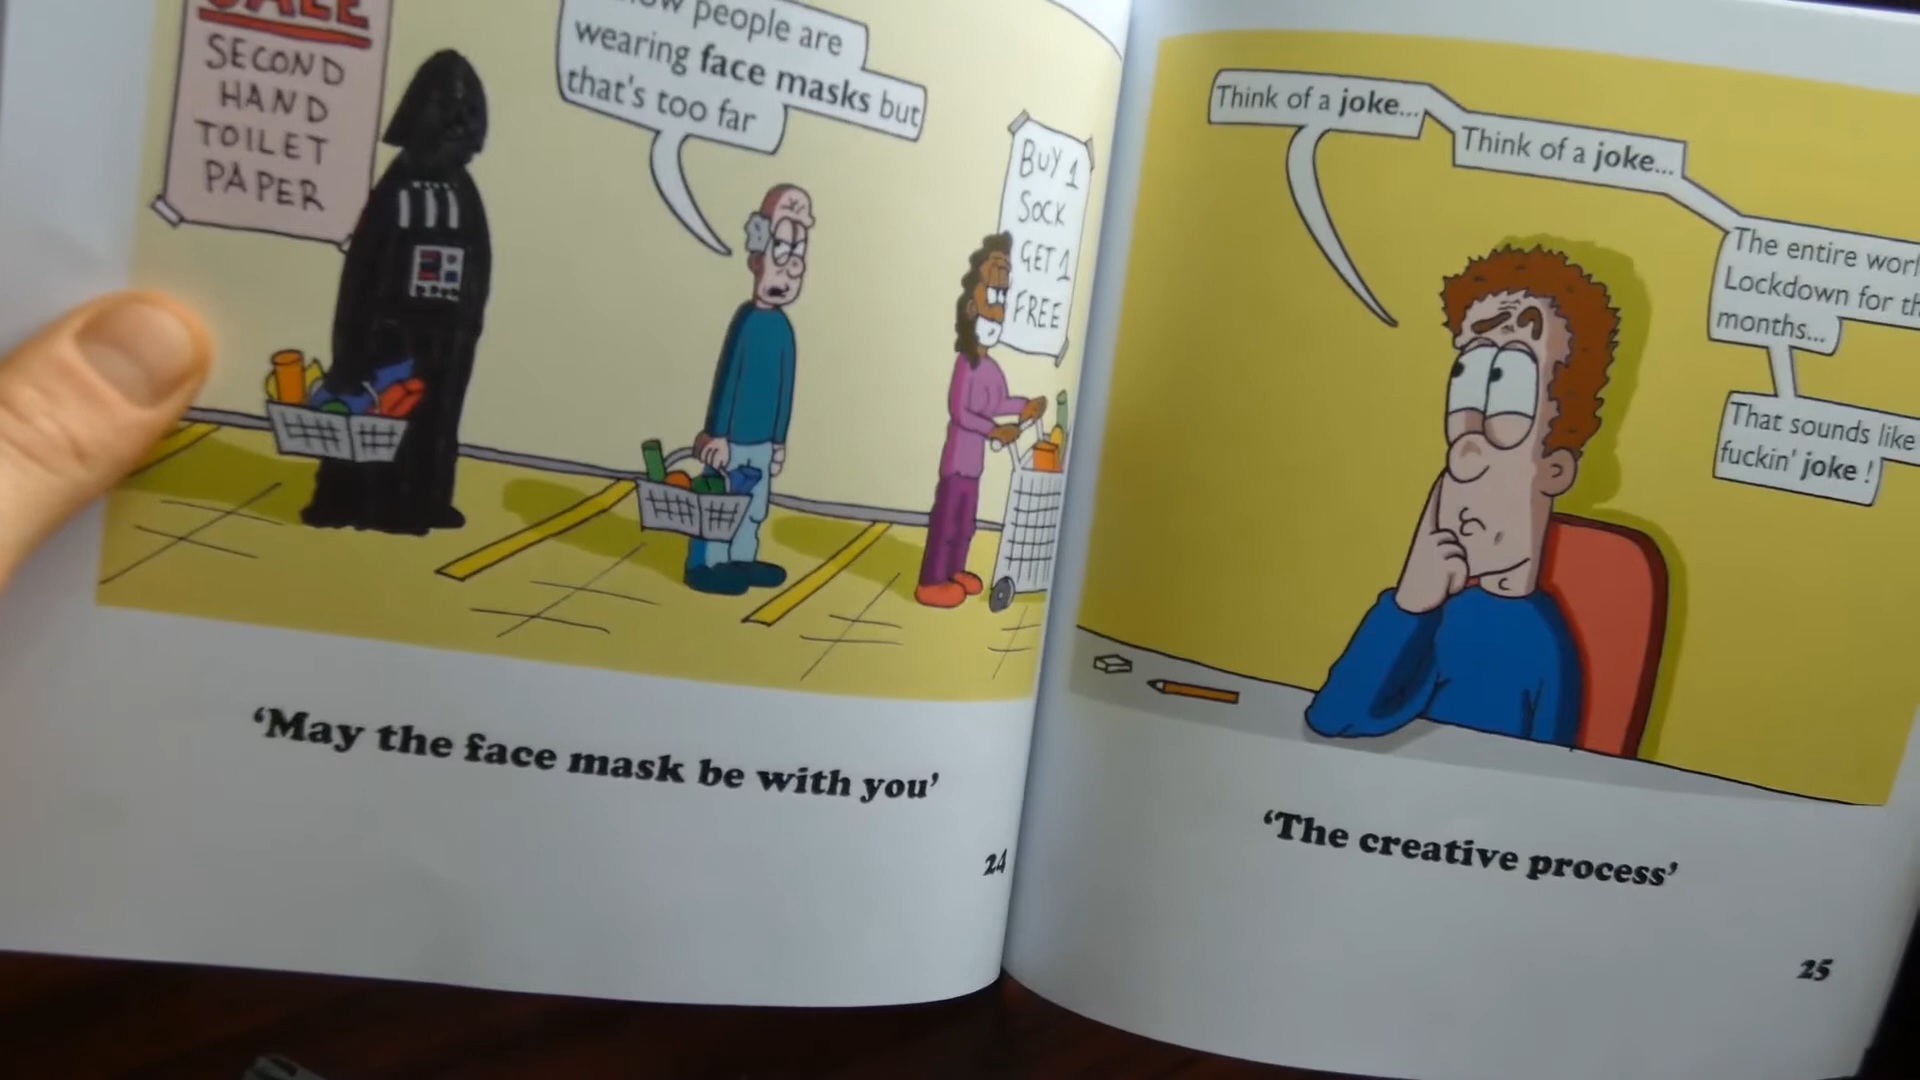 SALE
SECOND
HAND
TOILET
PAPER
people are
wearing face masks but
that's too far
BUY 1
SOCK
GET 1
FREE
'May the face mask be with you'
24
Think of a joke...
Think of a joke...
The entire
Lockdown for
months...
That sounds like
fuckin' joke !
'The creative process'
25